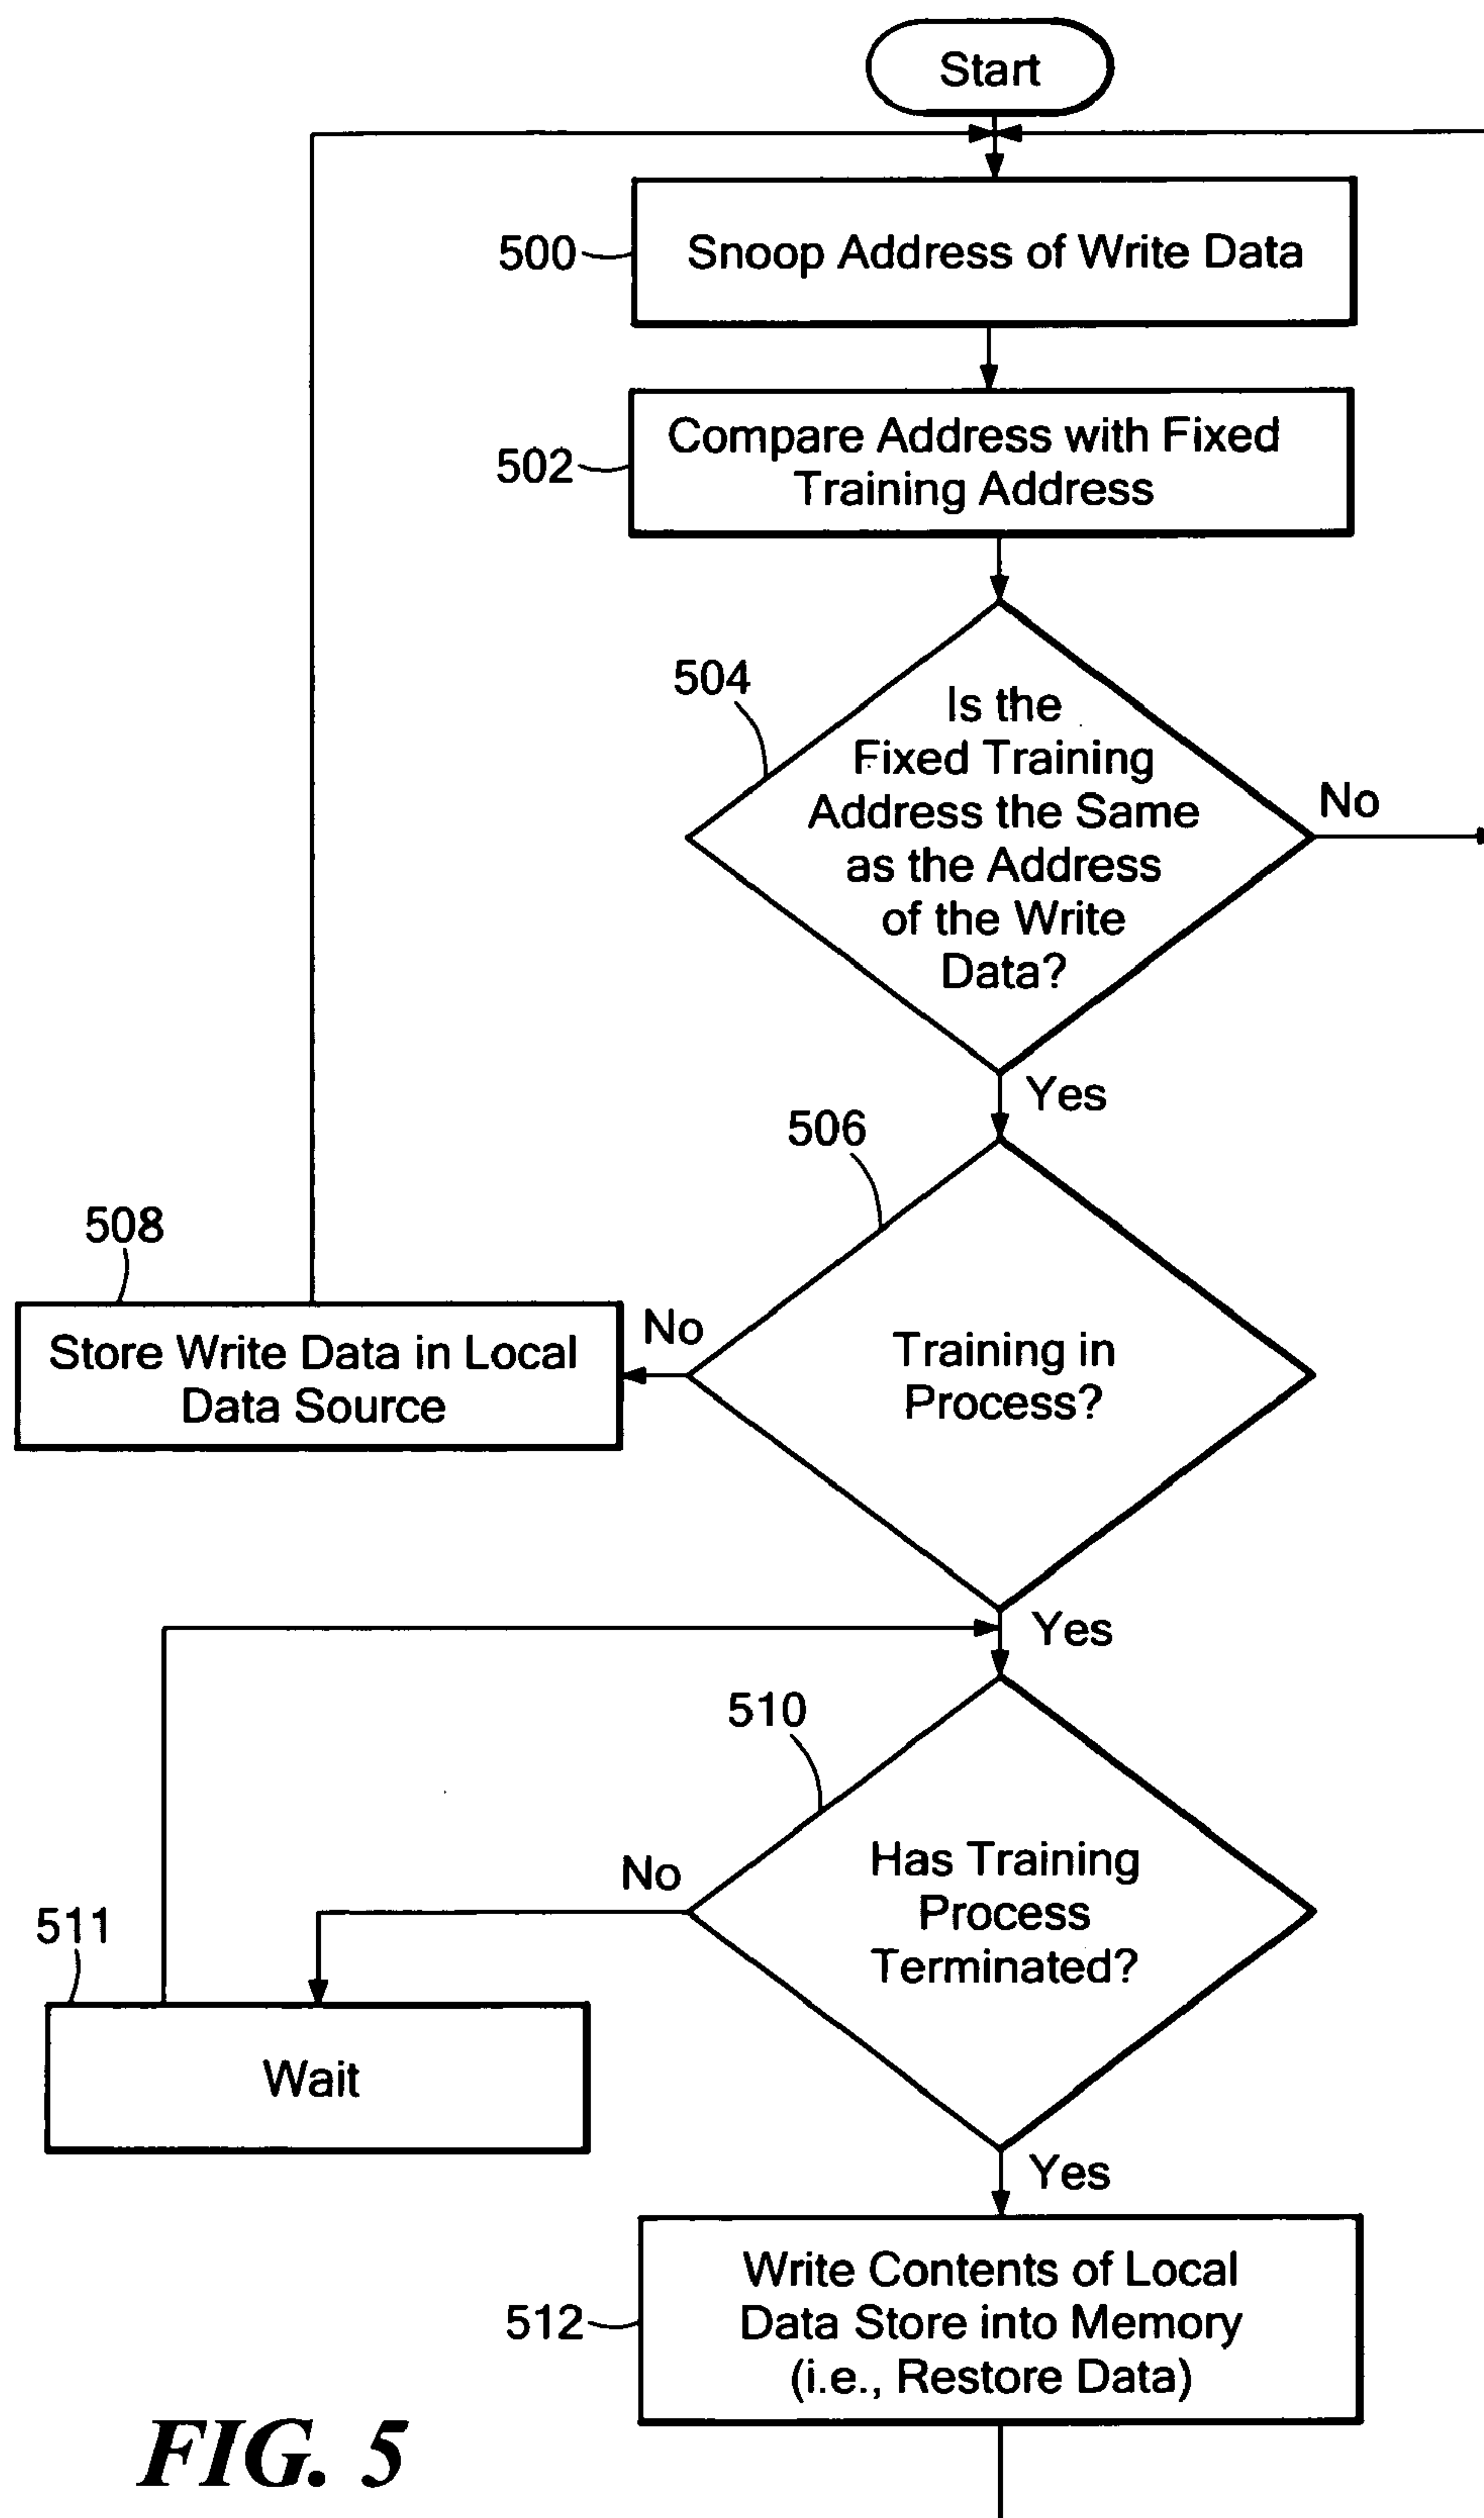 Start
500
Snoop Address of Write Data
502
Compare Address with Fixed
Training Address
504
Is the
Fixed Training
Address the Same
as the Address
of the Write
Data?
No
Yes
506
Training in
Process?
No
508
Store Write Data in Local
Data Source
Yes
510
Has Training
Process
Terminated?
No
511
Wait
Yes
512
Write Contents of Local
Data Store into Memory
(i.e., Restore Data)
FIG. 5